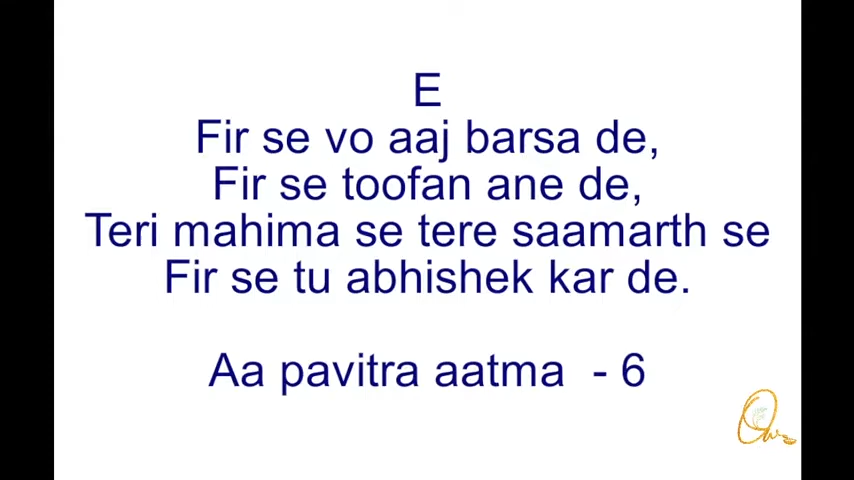 E
Fir se vo aaj barsa de,
Fir se toofan ane de,
Teri mahima se tere saamarth se
Fir se tu abhishek kar de.
Aa pavitra aatma - 6